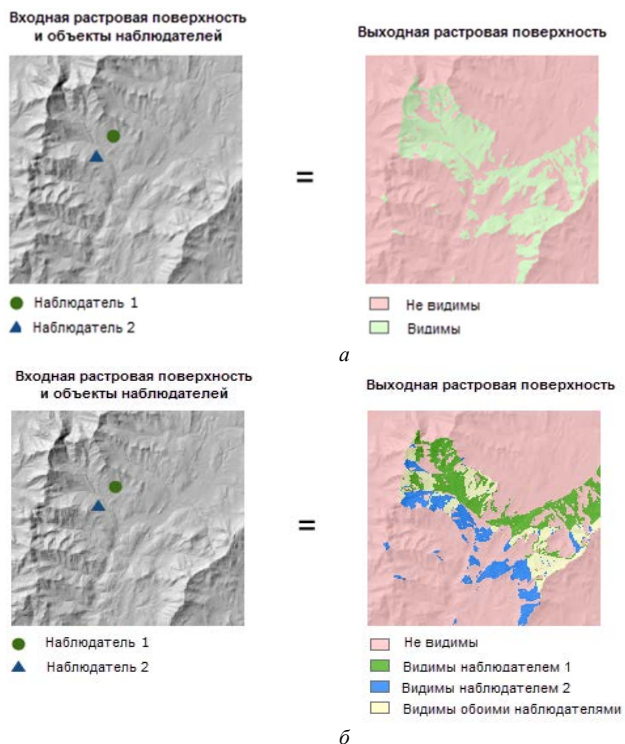 Входная растровая поверхность
и объекты наблюдателей
Выходная растровая поверхность
=
Наблюдатель 1
Наблюдатель 2
Не видимы
Видимы
а
Входная растровая поверхность
и объекты наблюдателей
Выходная растровая поверхность
=
Наблюдатель 1
Наблюдатель 2
Не видимы
Видимы наблюдателем 1
Видимы наблюдателем 2
Видимы обоими наблюдателями
б